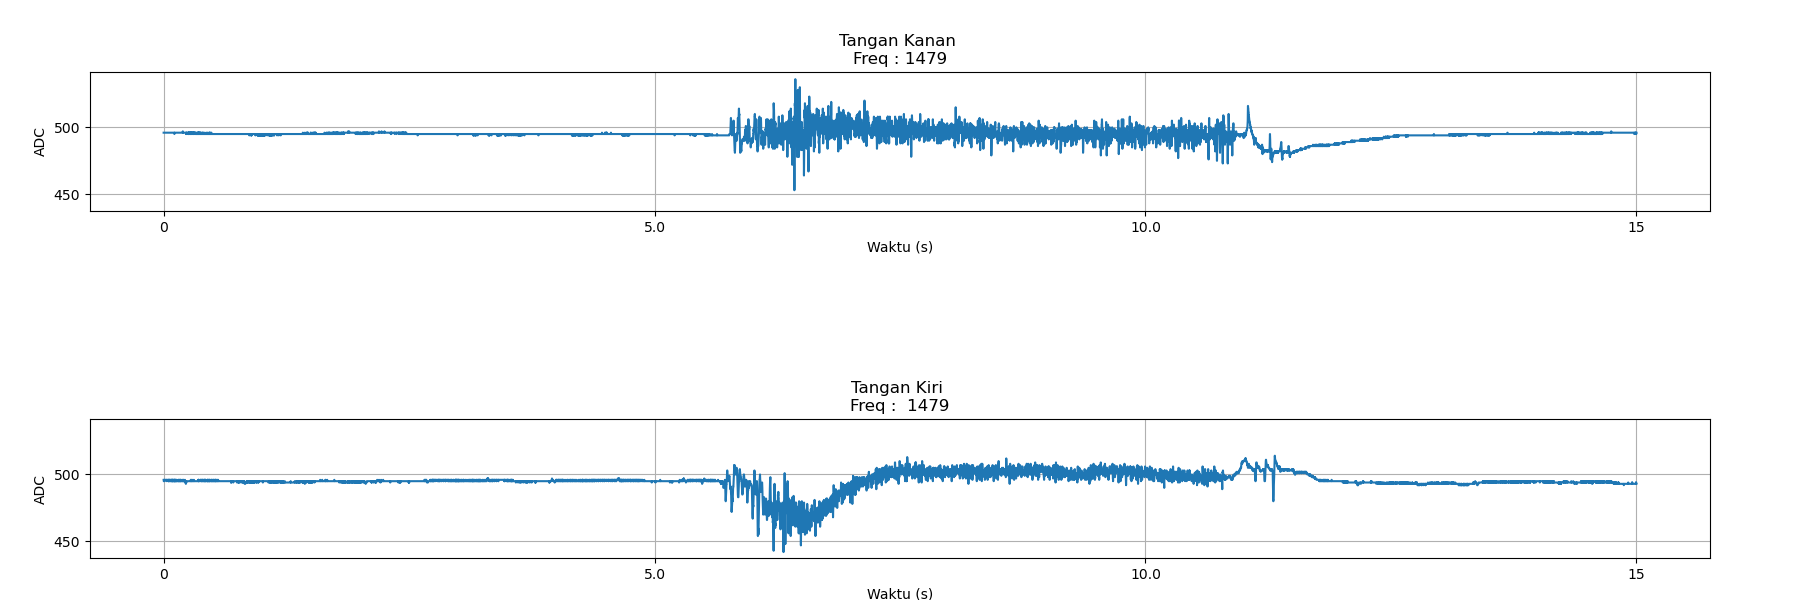 Tangan Kanan
Freq : 1479
500
450
ADC
0 5.0 10.0 15
Waktu (s)
Tangan Kiri
Freq :  1479
500
450
ADC
0 5.0 10.0 15
Waktu (s)